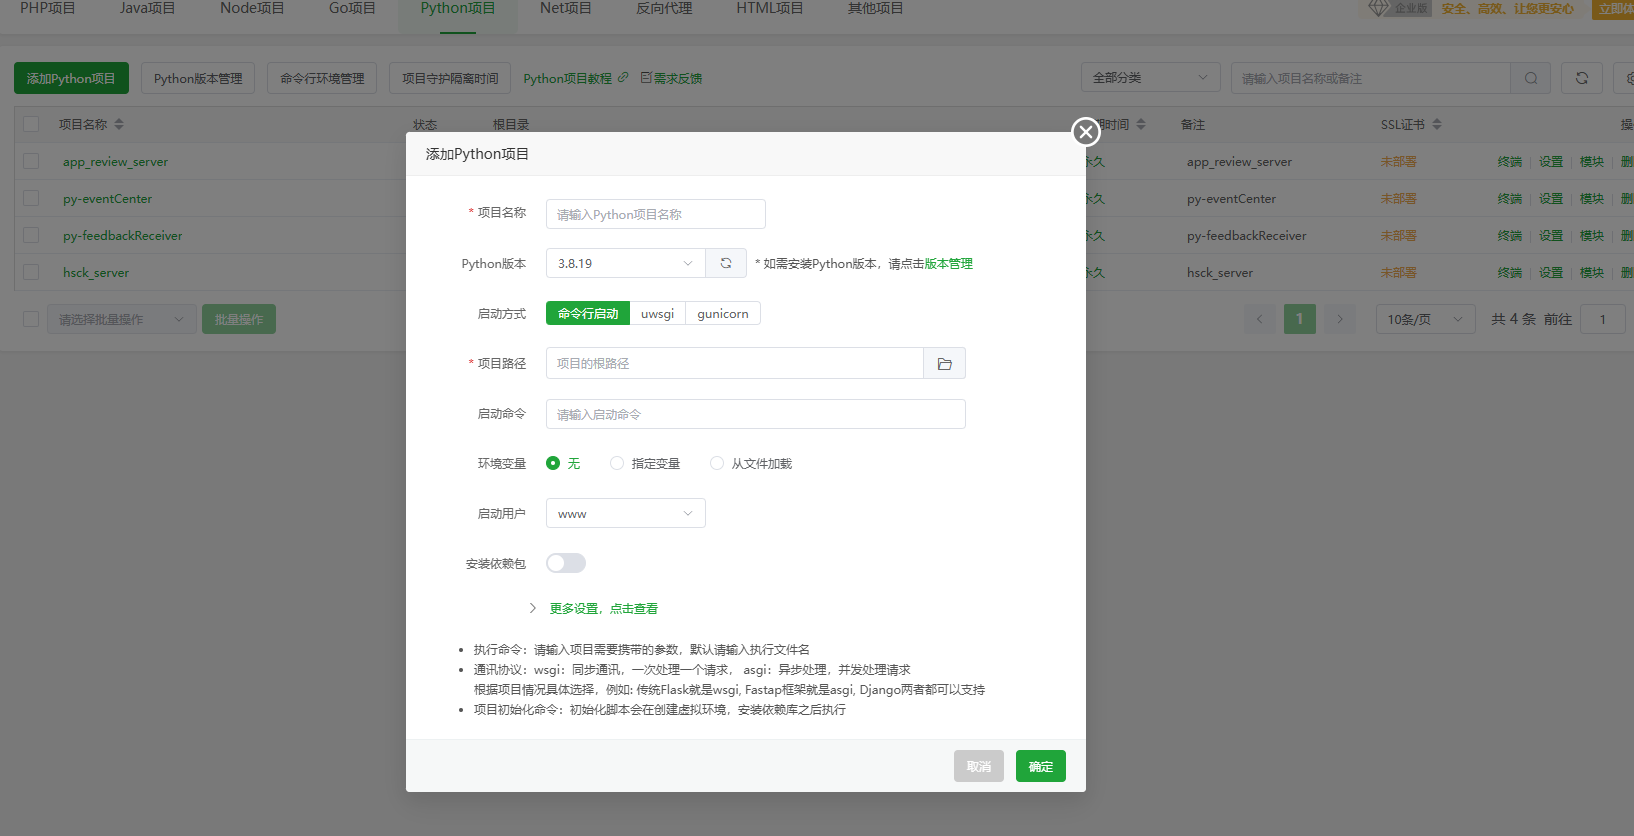 PHP项目 Java项目 Node项目 Go项目 Python项目 Net项目 反向代理 HTML项目 其他项目 企业版 安全、高效、让您更安心 立即体
添加Python项目 Python版本管理 命令行环境管理 项目守护隔离时间 Python项目教程 需求反馈 全部分类 请输入项目名称或备注
项目名称 状态 根目录 期时间 备注 SSL证书 操
app_review_server 永久 app_review_server 未部署 终端 设置 模块 删
py-eventCenter 永久 py-eventCenter 未部署 终端 设置 模块 删
py-feedbackReceiver 永久 py-feedbackReceiver 未部署 终端 设置 模块 删
hsck_server 永久 hsck_server 未部署 终端 设置 模块 删
请选择批量操作 批量操作 1 10条/页 共 4 条 前往 1
添加Python项目
* 项目名称 请输入Python项目名称
Python版本 3.8.19 * 如需安装Python版本，请点击版本管理
启动方式 命令行启动 uwsgi gunicorn
* 项目路径 项目的根路径
启动命令 请输入启动命令
环境变量 无 指定变量 从文件加载
启动用户 www
安装依赖包
更多设置，点击查看
执行命令：请输入项目需要携带的参数，默认请输入执行文件名
通讯协议：wsgi：同步通讯，一次处理一个请求， asgi：异步处理，并发处理请求
根据项目情况具体选择，例如: 传统Flask就是wsgi, Fastap框架就是asgi, Django两者都可以支持
项目初始化命令：初始化脚本会在创建虚拟环境，安装依赖库之后执行
取消 确定